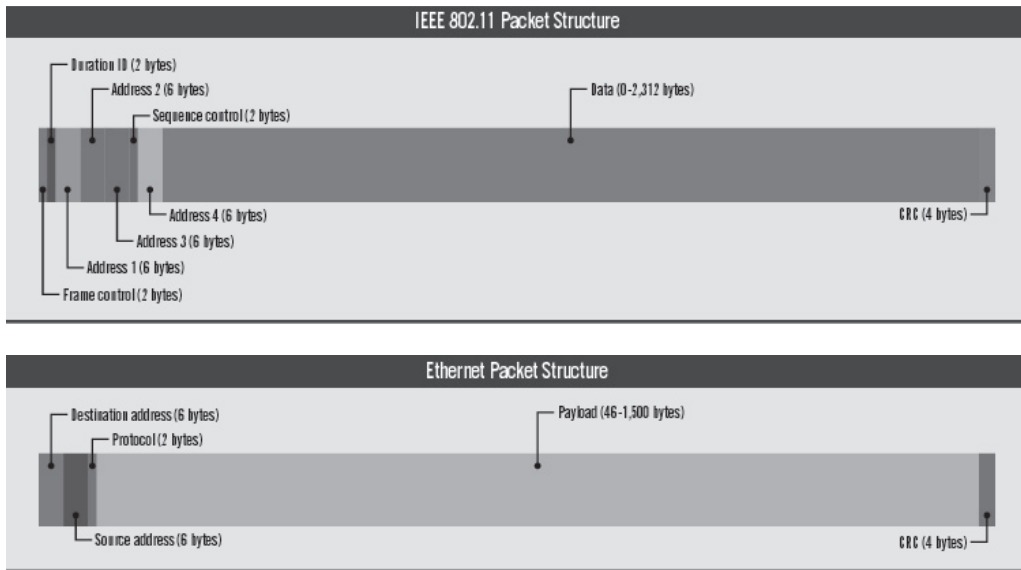 IEEE 802.11 Packet Structure
Duration ID (2 bytes)
Address 2 (6 bytes)
Sequence control (2 bytes)
Data (0-2,312 bytes)
Address 4 (6 bytes)
CRC (4 bytes)
Address 3 (6 bytes)
Address 1 (6 bytes)
Frame control (2 bytes)
Ethernet Packet Structure
Destination address (6 bytes)
Payload (46-1,500 bytes)
Protocol (2 bytes)
Source address (6 bytes)
CRC (4 bytes)